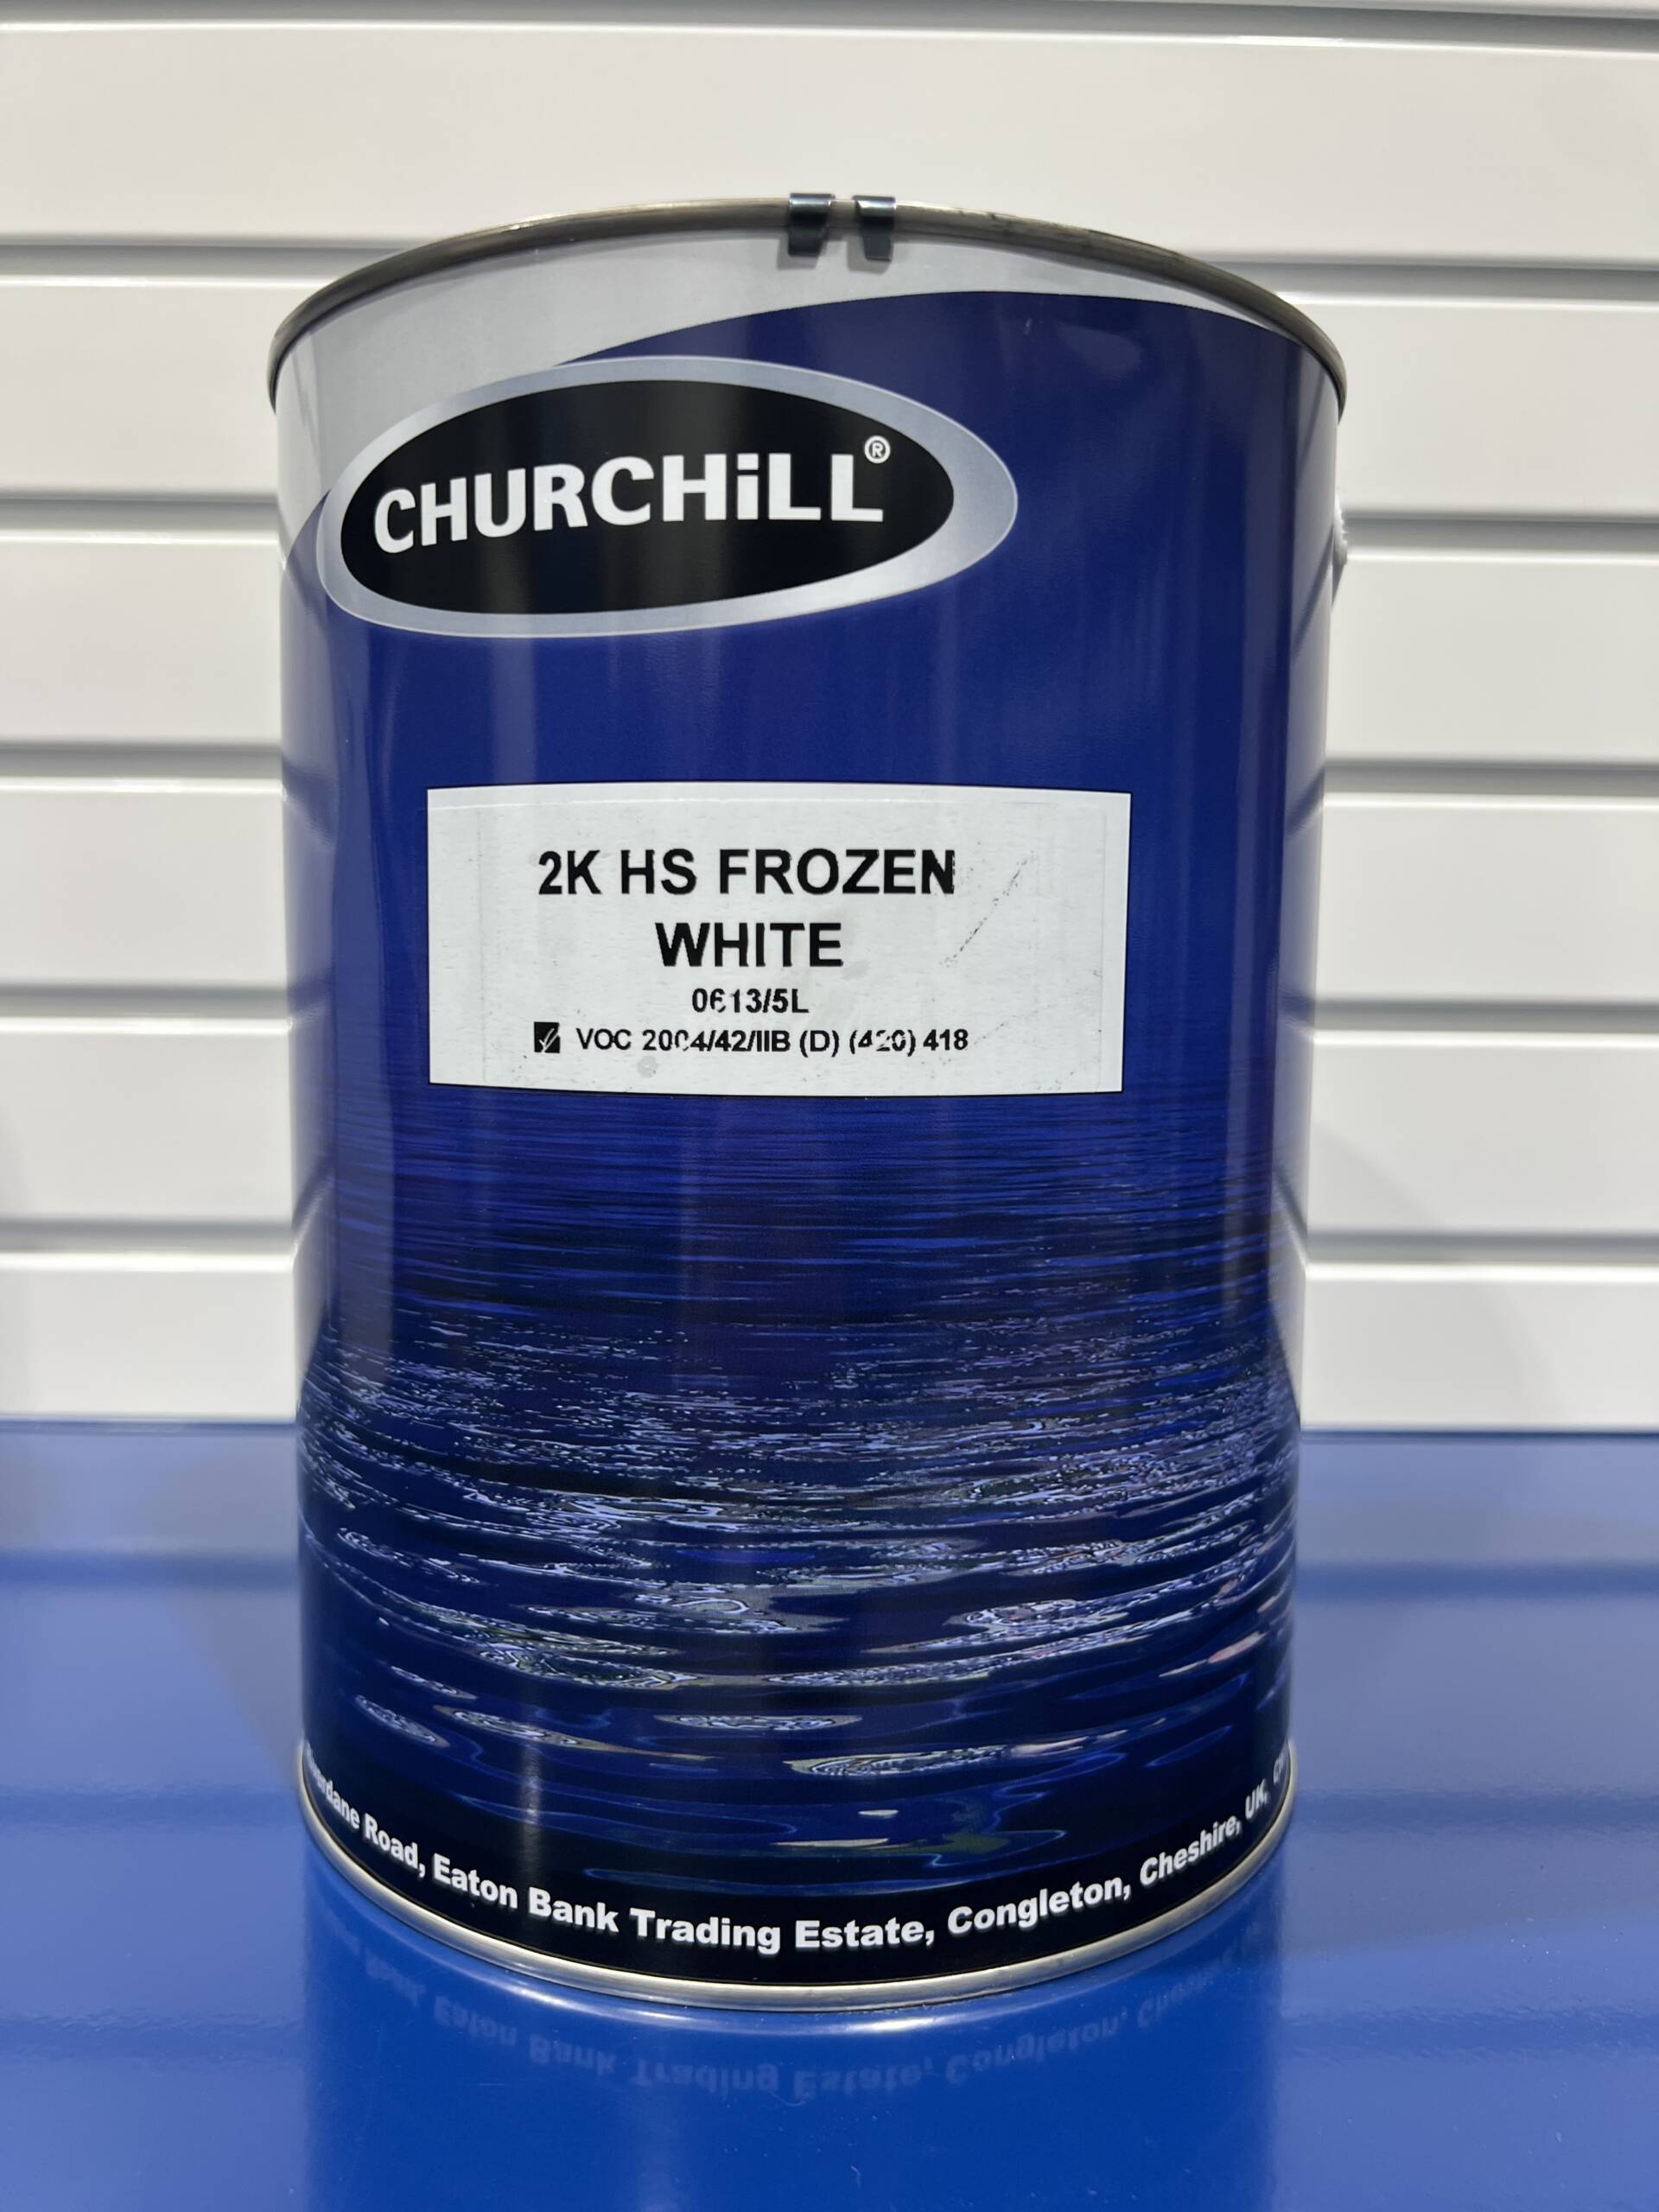 CHURCHiLL®
2K HS FROZEN
WHITE
0613/5L
VOC 2004/42/IIB (D) (420) 418
Road, Eaton Bank Trading Estate, Congleton, Cheshire, UK,